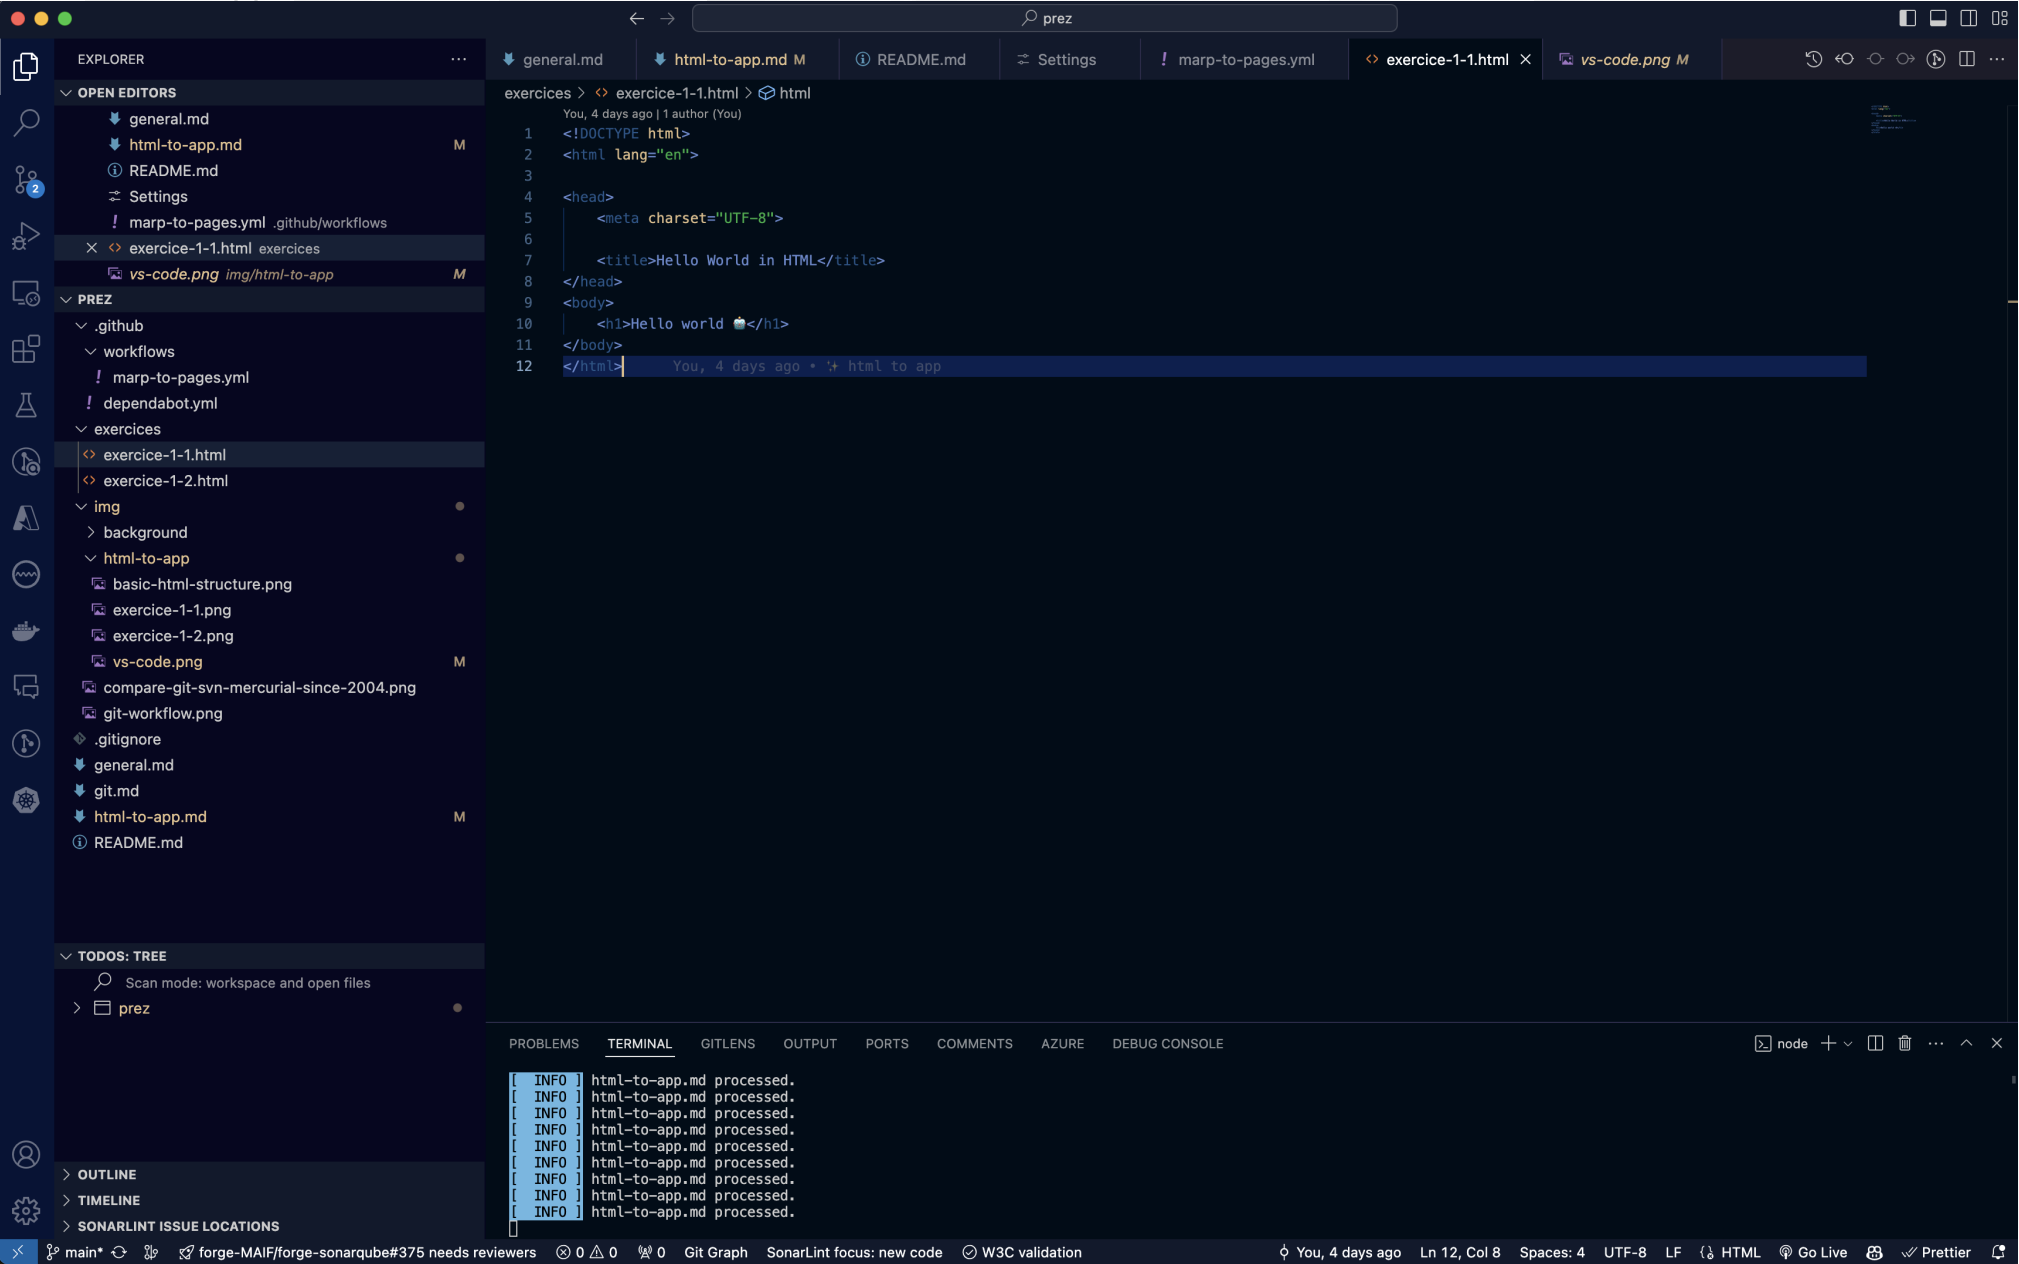 prez
EXPLORER
OPEN EDITORS
general.md
html-to-app.md M
README.md
Settings
marp-to-pages.yml .github/workflows
exercice-1-1.html exercices
vs-code.png img/html-to-app M
2
PREZ
.github
workflows
marp-to-pages.yml
dependabot.yml
exercices
exercice-1-1.html
exercice-1-2.html
img
background
html-to-app
basic-html-structure.png
exercice-1-1.png
exercice-1-2.png
vs-code.png M
compare-git-svn-mercurial-since-2004.png
git-workflow.png
.gitignore
general.md
git.md
html-to-app.md M
README.md
TODOS: TREE
Scan mode: workspace and open files
prez
OUTLINE
TIMELINE
SONARLINT ISSUE LOCATIONS
general.md html-to-app.md M README.md Settings marp-to-pages.yml exercice-1-1.html vs-code.png M
exercices > exercice-1-1.html > html
You, 4 days ago | 1 author (You)
1 <!DOCTYPE html>
2 <html lang="en">
3
4 <head>
5 <meta charset="UTF-8">
6
7 <title>Hello World in HTML</title>
8 </head>
9 <body>
10 <h1>Hello world 🧁</h1>
11 </body>
12 </html> You, 4 days ago • ✨ html to app
PROBLEMS TERMINAL GITLENS OUTPUT PORTS COMMENTS AZURE DEBUG CONSOLE node
[ INFO ] html-to-app.md processed.
[ INFO ] html-to-app.md processed.
[ INFO ] html-to-app.md processed.
[ INFO ] html-to-app.md processed.
[ INFO ] html-to-app.md processed.
[ INFO ] html-to-app.md processed.
[ INFO ] html-to-app.md processed.
[ INFO ] html-to-app.md processed.
[ INFO ] html-to-app.md processed.
main* forge-MAIF/forge-sonarqube#375 needs reviewers 0 0 0 Git Graph SonarLint focus: new code W3C validation You, 4 days ago Ln 12, Col 8 Spaces: 4 UTF-8 LF HTML Go Live Prettier